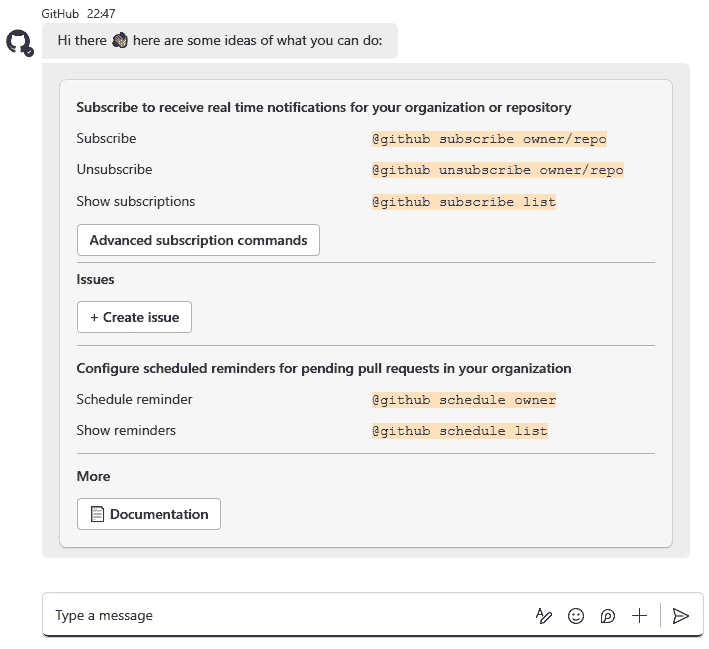 GitHub 22:47
Hi there 👋 here are some ideas of what you can do:
Subscribe to receive real time notifications for your organization or repository
Subscribe @github subscribe owner/repo
Unsubscribe @github unsubscribe owner/repo
Show subscriptions @github subscribe list
Advanced subscription commands
Issues
+ Create issue
Configure scheduled reminders for pending pull requests in your organization
Schedule reminder @github schedule owner
Show reminders @github schedule list
More
Documentation
Type a message